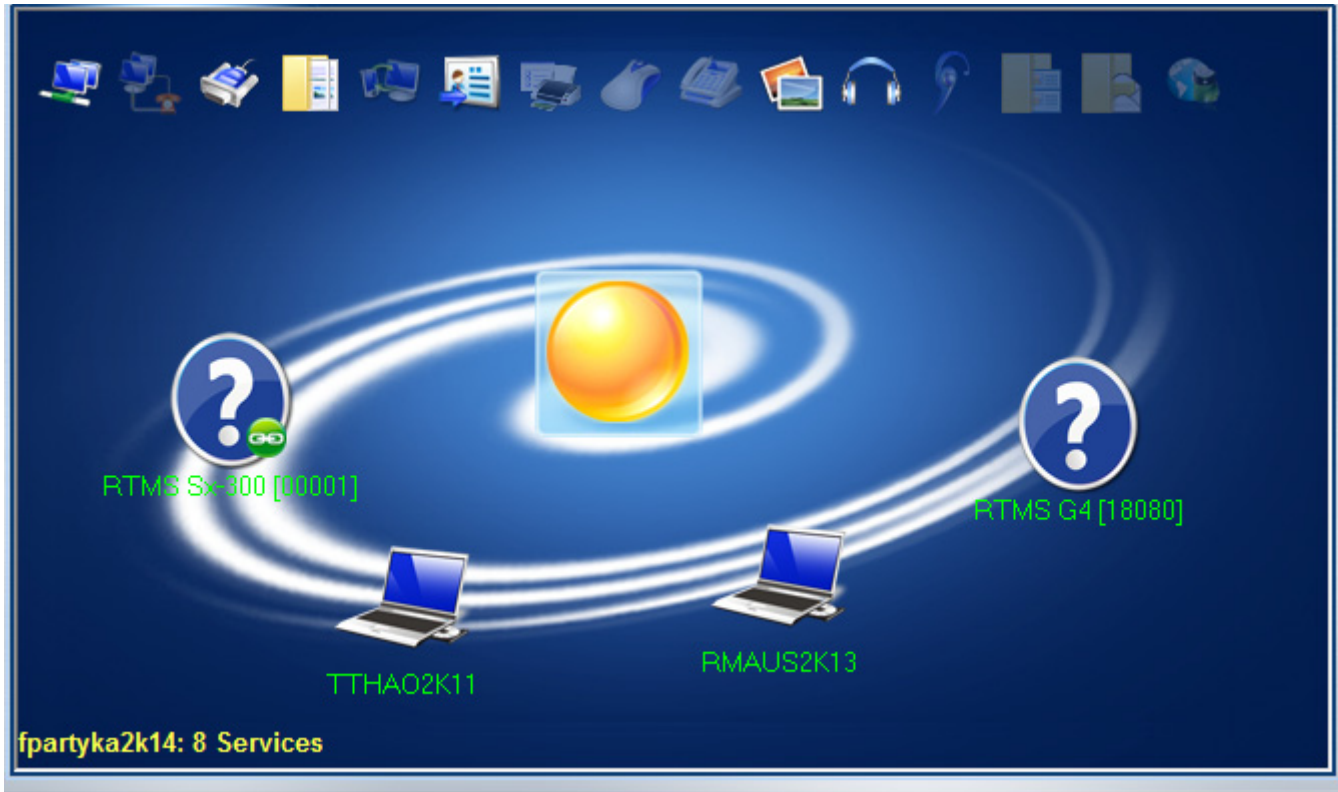 RTMS Sx-300 [00001]
RTMS G4 [18080]
TTHAO2K11
RMAUS2K13
fpartyka2k14: 8 Services